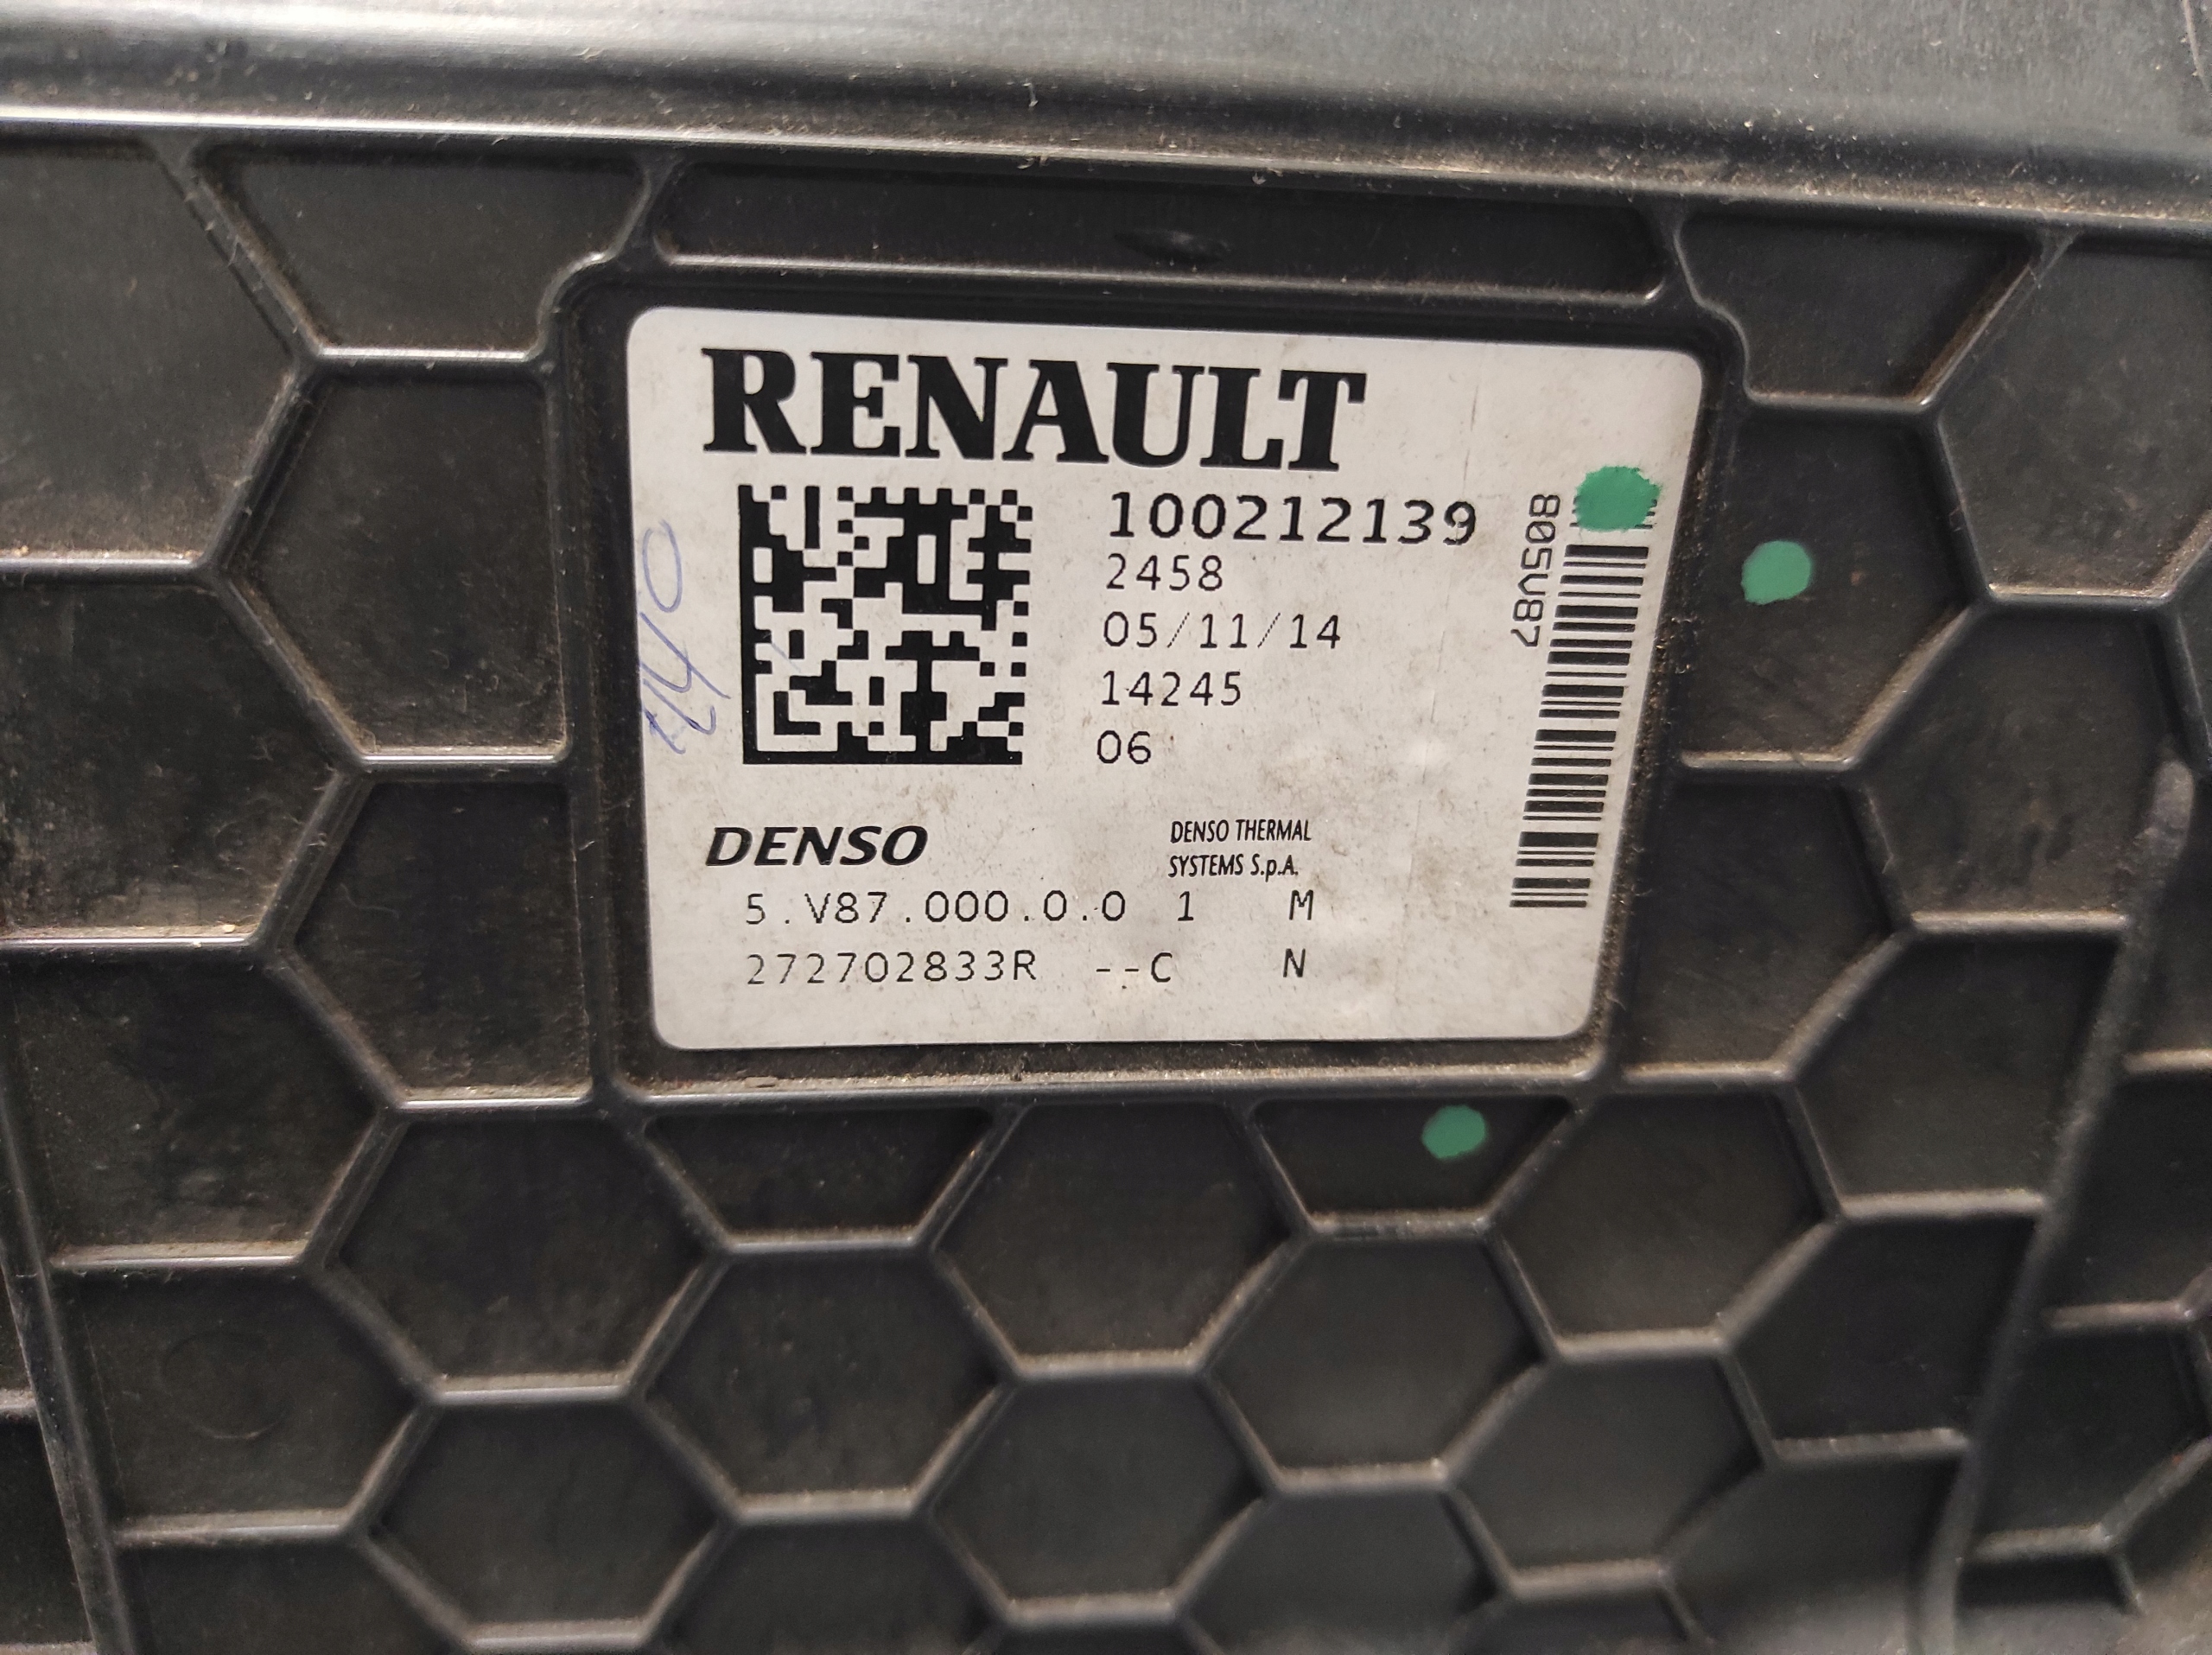 RENAULT
100212139
2458
05/11/14
14245
06
805V87
DENSO
DENSO THERMAL
SYSTEMS S.p.A.
5.V87.000.0.0 1 M
272702833R --C N